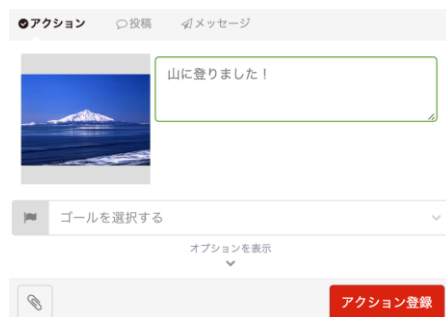 アクション 投稿 メッセージ
山に登りました！
ゴールを選択する
オプションを表示
アクション登録